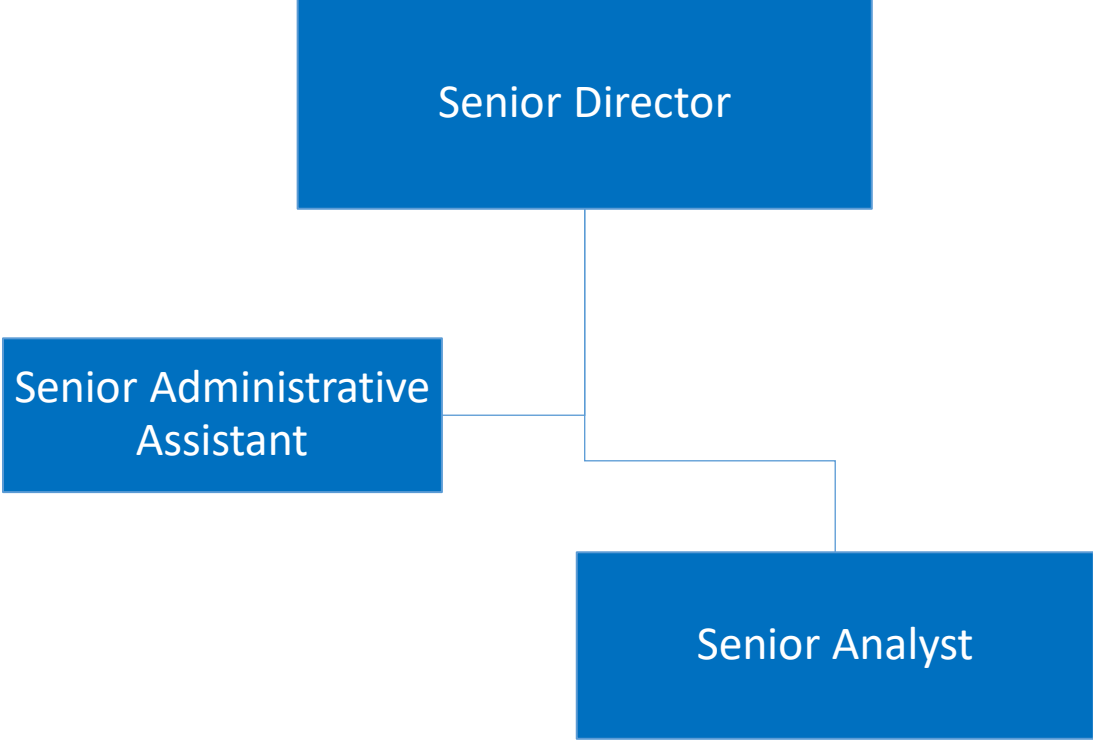 Senior Director
Senior Administrative
Assistant
Senior Analyst